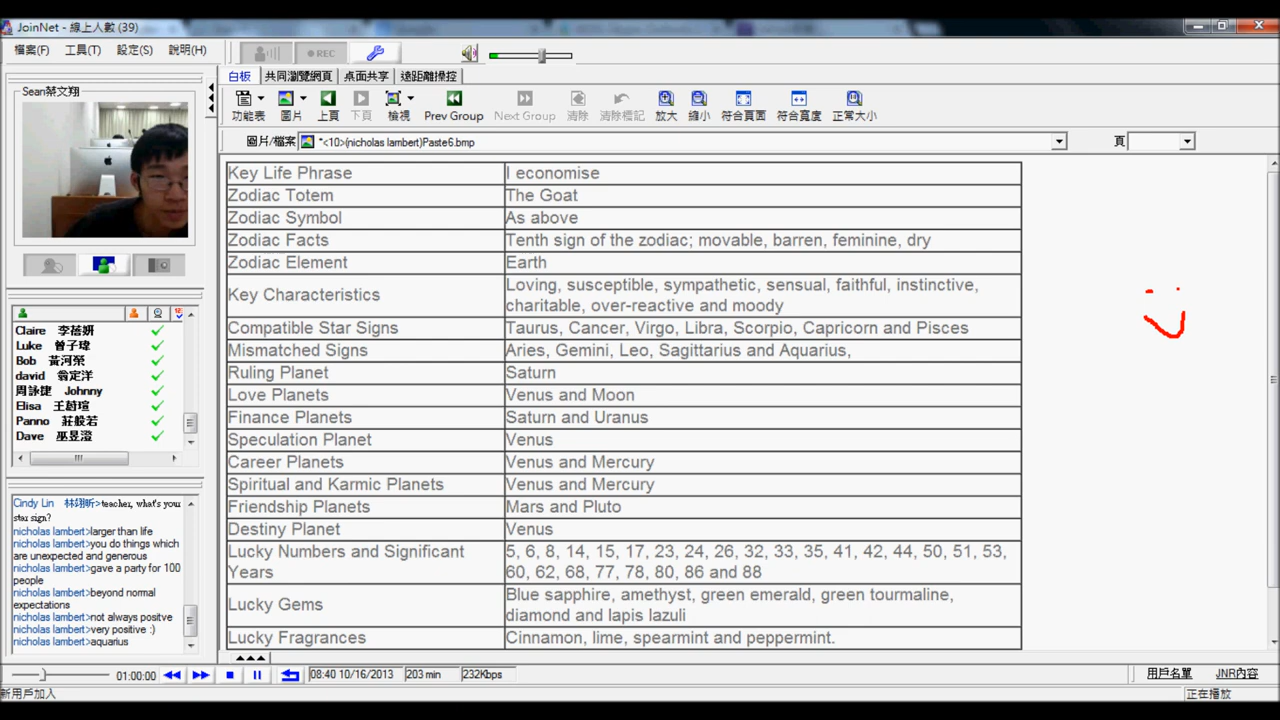 JoinNet - 線上人數 (39)
檔案(F) 工具(T) 設定(S) 說明(H)
REC
白板 共同瀏覽網頁 桌面共享 遠距離操控
功能表 圖片 上頁 下頁 檢視 Prev Group Next Group 清除 清除標記 放大 縮小 符合頁面 符合寬度 正常大小
圖片/檔案 *<10>(nicholas lambert)Paste6.bmp 頁
Sean蔡文翔
Claire 李蓓妍
Luke 曾子瑋
Bob 黃河榮
david 翁定洋
周詠捷 Johnny
Elisa 王蒔瑄
Panno 莊般若
Dave 巫昱澄
Cindy Lin 林翊昕>teacher, what's your
star sign?
nicholas lambert>larger than life
nicholas lambert>you do things which
are unexpected and generous
nicholas lambert>gave a party for 100
people
nicholas lambert>beyond normal
expectations
nicholas lambert>not always positve
nicholas lambert>very positive :)
nicholas lambert>aquarius
Key Life Phrase I economise
Zodiac Totem The Goat
Zodiac Symbol As above
Zodiac Facts Tenth sign of the zodiac; movable, barren, feminine, dry
Zodiac Element Earth
Key Characteristics Loving, susceptible, sympathetic, sensual, faithful, instinctive,
charitable, over-reactive and moody
Compatible Star Signs Taurus, Cancer, Virgo, Libra, Scorpio, Capricorn and Pisces
Mismatched Signs Aries, Gemini, Leo, Sagittarius and Aquarius,
Ruling Planet Saturn
Love Planets Venus and Moon
Finance Planets Saturn and Uranus
Speculation Planet Venus
Career Planets Venus and Mercury
Spiritual and Karmic Planets Venus and Mercury
Friendship Planets Mars and Pluto
Destiny Planet Venus
Lucky Numbers and Significant 5, 6, 8, 14, 15, 17, 23, 24, 26, 32, 33, 35, 41, 42, 44, 50, 51, 53,
Years 60, 62, 68, 77, 78, 80, 86 and 88
Lucky Gems Blue sapphire, amethyst, green emerald, green tourmaline,
diamond and lapis lazuli
Lucky Fragrances Cinnamon, lime, spearmint and peppermint.
01:00:00 08:40 10/16/2013 203 min 232Kbps 用戶名單 JNR內容
新用戶加入 正在播放